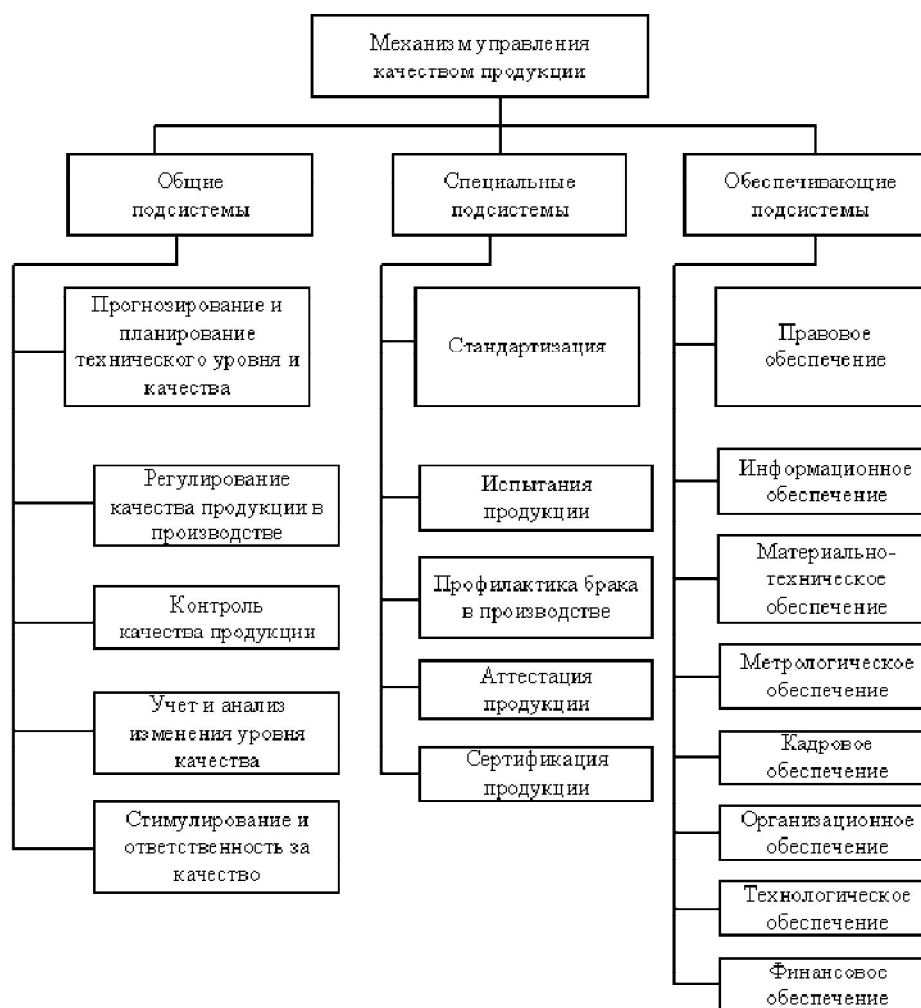 Механизм управления
качеством продукции
Общие
подсистемы
Специальные
подсистемы
Обеспечивающие
подсистемы
Прогнозирование и
планирование
технического уровня и
качества
Регулирование
качества продукции в
производстве
Контроль
качества продукции
Учет и анализ
изменения уровня
качества
Стимулирование и
ответственность за
качество
Стандартизация
Испытания
продукции
Профилактика брака
в производстве
Аттестация
продукции
Сертификация
продукции
Правовое
обеспечение
Информационное
обеспечение
Материально-
техническое
обеспечение
Метрологическое
обеспечение
Кадровое
обеспечение
Организационное
обеспечение
Технологическое
обеспечение
Финансовое
обеспечение